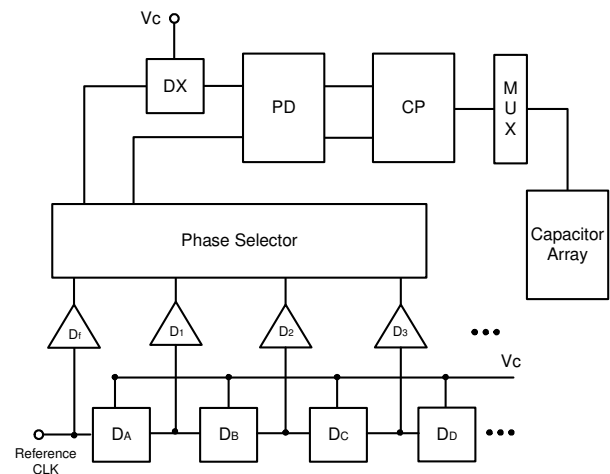 Vc
DX
PD
CP
MUX
Phase Selector
Capacitor
Array
Df
D1
D2
D3
Vc
DA
DB
DC
DD
Reference
CLK